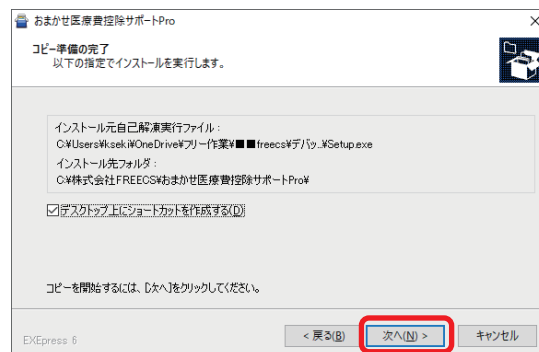 おまかせ医療費控除サポートPro
コピー準備の完了
以下の指定でインストールを実行します。
インストール元自己解凍実行ファイル：
C:¥Users¥kseki¥OneDrive¥フリー作業¥■■freecs¥デバッ..¥Setup.exe
インストール先フォルダ：
C:¥株式会社FREECS¥おまかせ医療費控除サポートPro¥
デスクトップ上にショートカットを作成する(D)
コピーを開始するには、[次へ]をクリックしてください。
EXEpress 6
< 戻る(B)
次へ(N) >
キャンセル